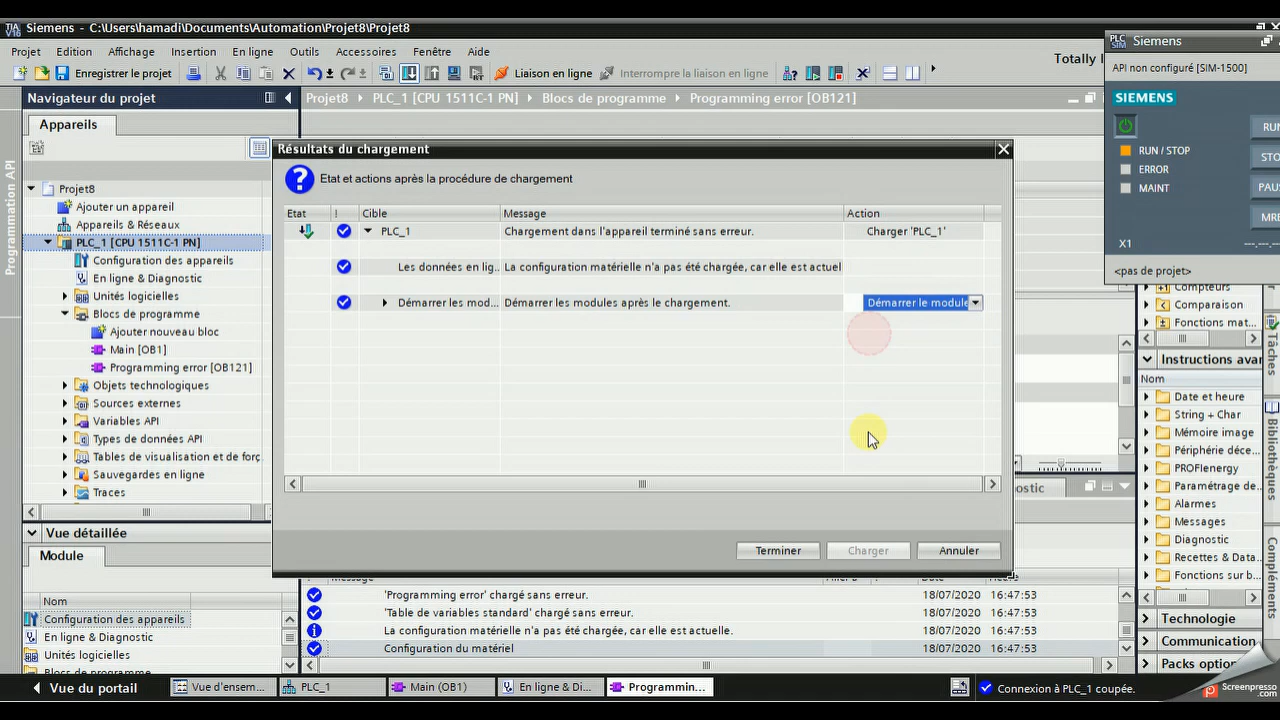 TIA V16 Siemens - C:\Users\hamadi\Documents\Automation\Projet8\Projet8
Projet Edition Affichage Insertion En ligne Outils Accessoires Fenêtre Aide
Totally I
Enregistrer le projet
Liaison en ligne
Interrompre la liaison en ligne
Navigateur du projet
Projet8 PLC_1 [CPU 1511C-1 PN] Blocs de programme Programming error [OB121]
Appareils
Programmation API
Projet8
Ajouter un appareil
Appareils & Réseaux
PLC_1 [CPU 1511C-1 PN]
Configuration des appareils
En ligne & Diagnostic
Unités logicielles
Blocs de programme
Ajouter nouveau bloc
Main [OB1]
Programming error [OB121]
Objets technologiques
Sources externes
Variables API
Types de données API
Tables de visualisation et de forç
Sauvegardes en ligne
Traces
Vue détaillée
Module
Nom
Configuration des appareils
En ligne & Diagnostic
Unités logicielles
Blocs de programme
Résultats du chargement
? Etat et actions après la procédure de chargement
Etat ! Cible Message Action
PLC_1 Chargement dans l'appareil terminé sans erreur. Charger 'PLC_1'
Les données en lig... La configuration matérielle n'a pas été chargée, car elle est actuel
Démarrer les mod... Démarrer les modules après le chargement. Démarrer le module
Terminer Charger Annuler
ostic
! Message Date
'Programming error' chargé sans erreur. 18/07/2020 16:47:53
'Table de variables standard' chargé sans erreur. 18/07/2020 16:47:53
La configuration matérielle n'a pas été chargée, car elle est actuelle. 18/07/2020 16:47:53
Configuration du matériel 18/07/2020 16:47:53
PLC SIM Siemens
API non configuré [SIM-1500]
SIEMENS
RUN / STOP
ERROR
MAINT
RUN
STO
PAUS
MRE
X1 ---.---
<pas de projet>
Compteurs
Comparaison
Fonctions mat...
Instructions avan
Nom
Date et heure
String + Char
Mémoire image
Périphérie déce...
PROFIenergy
Paramétrage de...
Alarmes
Messages
Diagnostic
Recettes & Data...
Fonctions sur b
Technologie
Communication
Packs option
Tâches
Bibliothèques
Compléments
Vue du portail
Vue d'ensem... PLC_1 Main (OB1) En ligne & Di... Programmin...
Connexion à PLC_1 coupée.
Screenpresso
.com